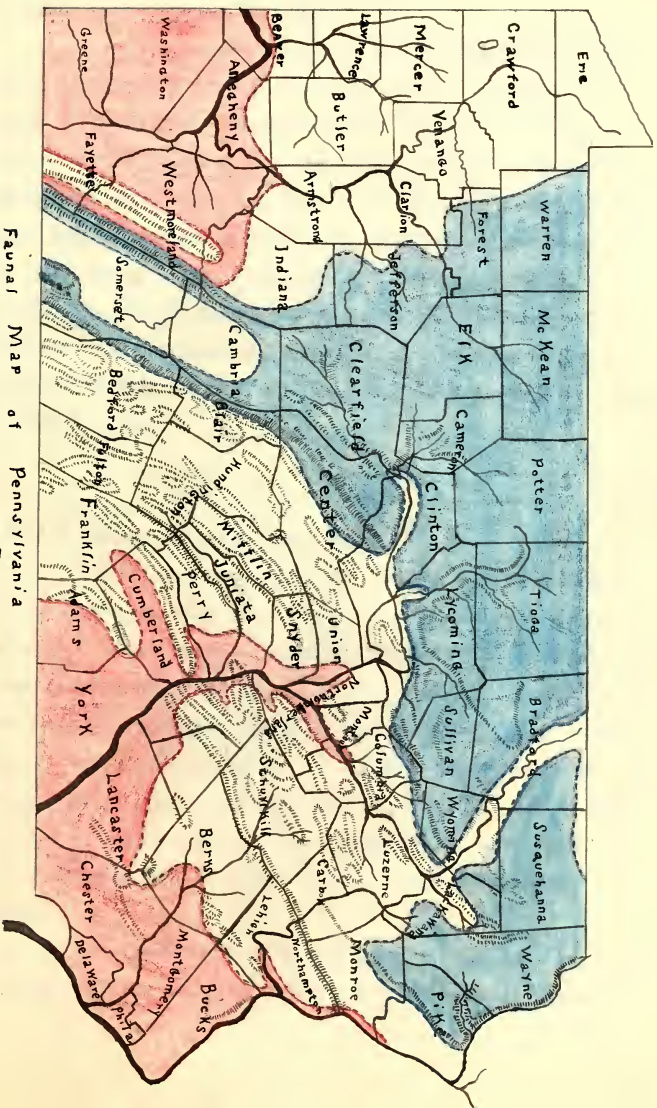 Erie
Crawford
Mercer
Lawrence
Beaver
Venango
Butler
Allegheny
Washington
Greene
Clarion
Armstrong
Westmoreland
Fayette
Warren
Forest
Jefferson
Indiana
Somerset
McKean
Elk
Clearfield
Cambria
Blair
Bedford
Fulton
Cameron
Center
Huntington
Potter
Clinton
Mifflin
Juniata
Perry
Franklin
Cumberland
Adams
Tioga
Lycoming
Union
Snyder
York
Bradford
Sullivan
Columbia
Northumberland
Schuylkill
Lancaster
Susquehanna
Wyoming
Luzerne
Carbon
Berks
Chester
Wayne
Pike
Monroe
Northampton
Lehigh
Montgomery
Bucks
Delaware
Phila
Faunal Map of Pennsylvania